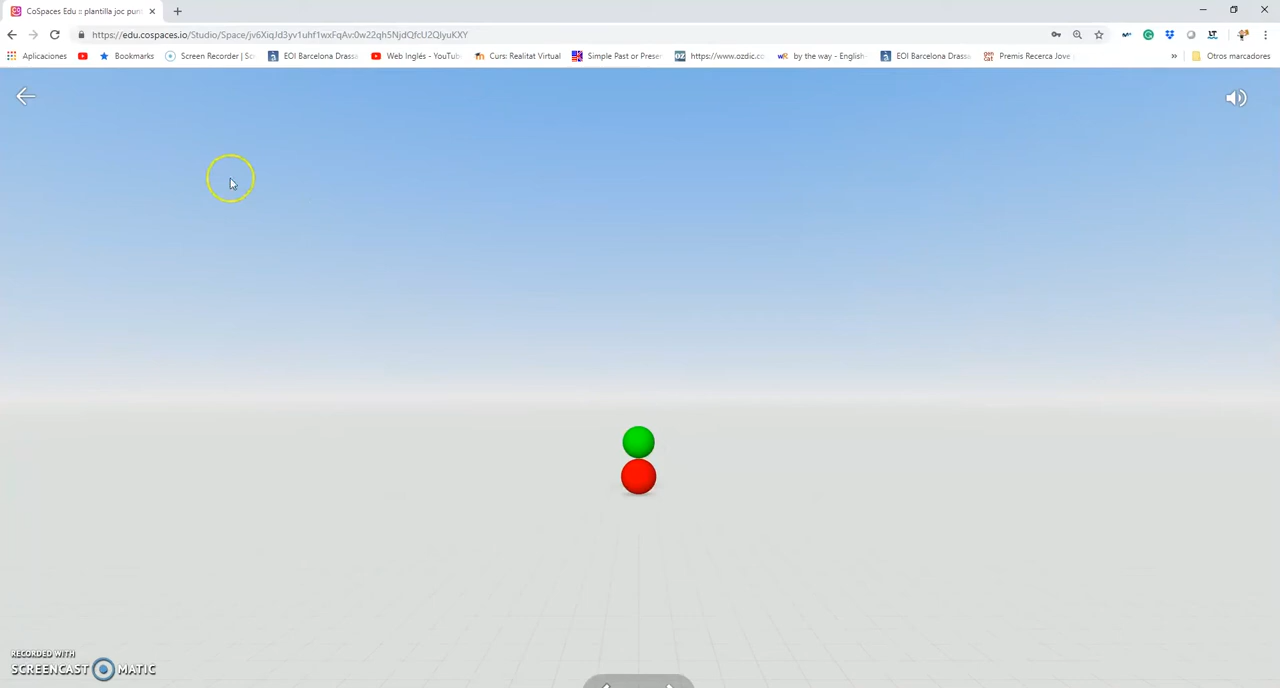 CoSpaces Edu :: plantilla joc pun
https://edu.cospaces.io/Studio/Space/jv6XiqJd3yv1uhf1wxFqAv:0w22qh5NjdQfcU2QlyuKXY
Aplicaciones Bookmarks Screen Recorder | Sc EOI Barcelona Drassa Web Inglés - YouTub Curs: Realitat Virtual Simple Past or Preser https://www.ozdic.cc by the way - English- EOI Barcelona Drassa Premis Recerca Jove » Otros marcadores
RECORDED WITH
SCREENCAST MATIC